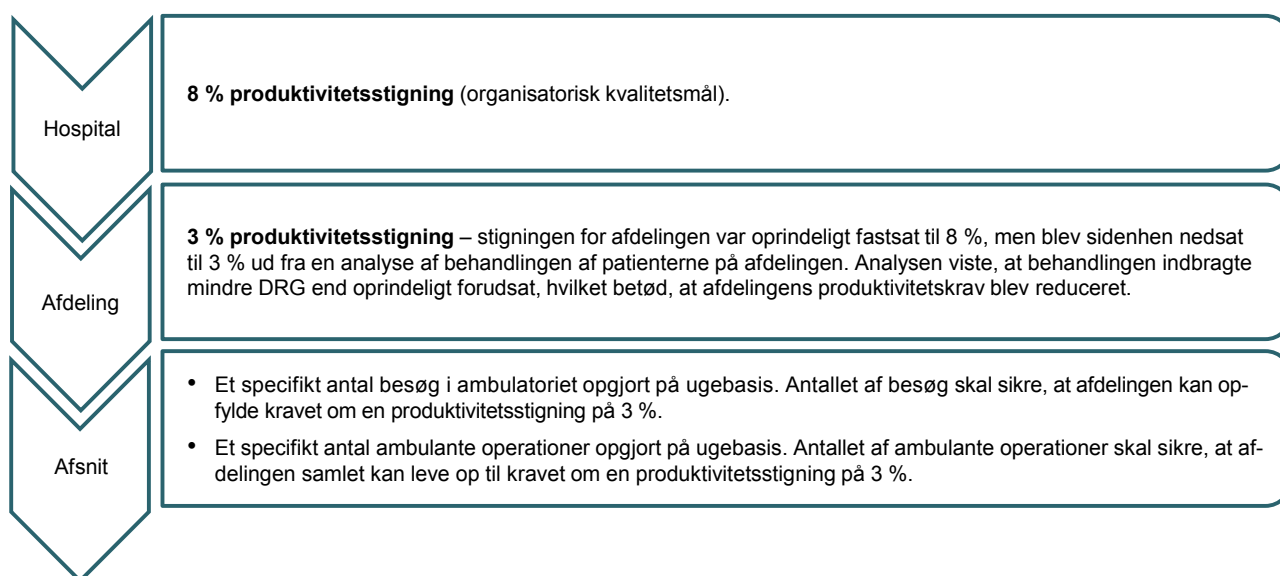 Hospital
8 % produktivitetsstigning (organisatorisk kvalitetsmål).
Afdeling
3 % produktivitetsstigning – stigningen for afdelingen var oprindeligt fastsat til 8 %, men blev sidenhen nedsat
til 3 % ud fra en analyse af behandlingen af patienterne på afdelingen. Analysen viste, at behandlingen indbragte
mindre DRG end oprindeligt forudsat, hvilket betød, at afdelingens produktivitetskrav blev reduceret.
Afsnit
• Et specifikt antal besøg i ambulatoriet opgjort på ugebasis. Antallet af besøg skal sikre, at afdelingen kan op-
fylde kravet om en produktivitetsstigning på 3 %.
• Et specifikt antal ambulante operationer opgjort på ugebasis. Antallet af ambulante operationer skal sikre, at af-
delingen samlet kan leve op til kravet om en produktivitetsstigning på 3 %.